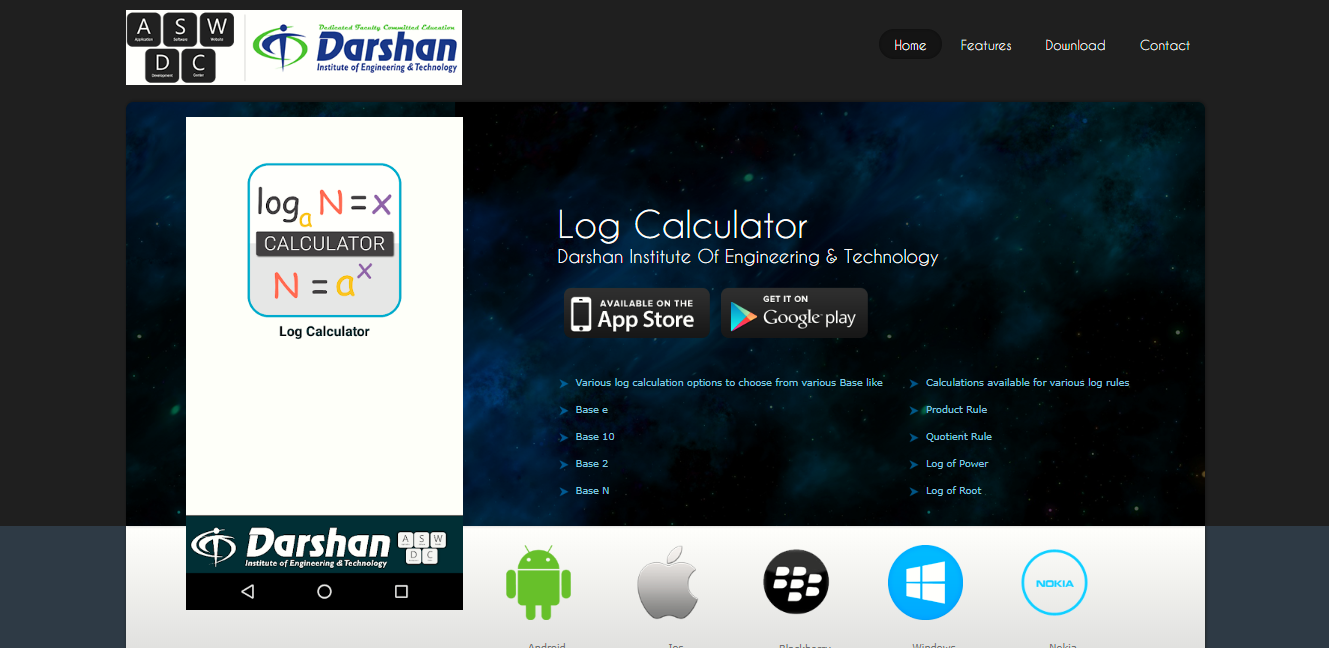 A S W
Application Software Website
D C
Development Center
Dedicated Faculty Committed Education
Darshan
Institute of Engineering & Technology
Home Features Download Contact
log a N = x
CALCULATOR
N = a x
Log Calculator
Log Calculator
Darshan Institute Of Engineering & Technology
AVAILABLE ON THE
App Store
GET IT ON
Google play
Various log calculation options to choose from various Base like
Base e
Base 10
Base 2
Base N
Calculations available for various log rules
Product Rule
Quotient Rule
Log of Power
Log of Root
Darshan
Institute of Engineering & Technology
A S W
D C
NOKIA
Android Ios Blackberry Windows Nokia